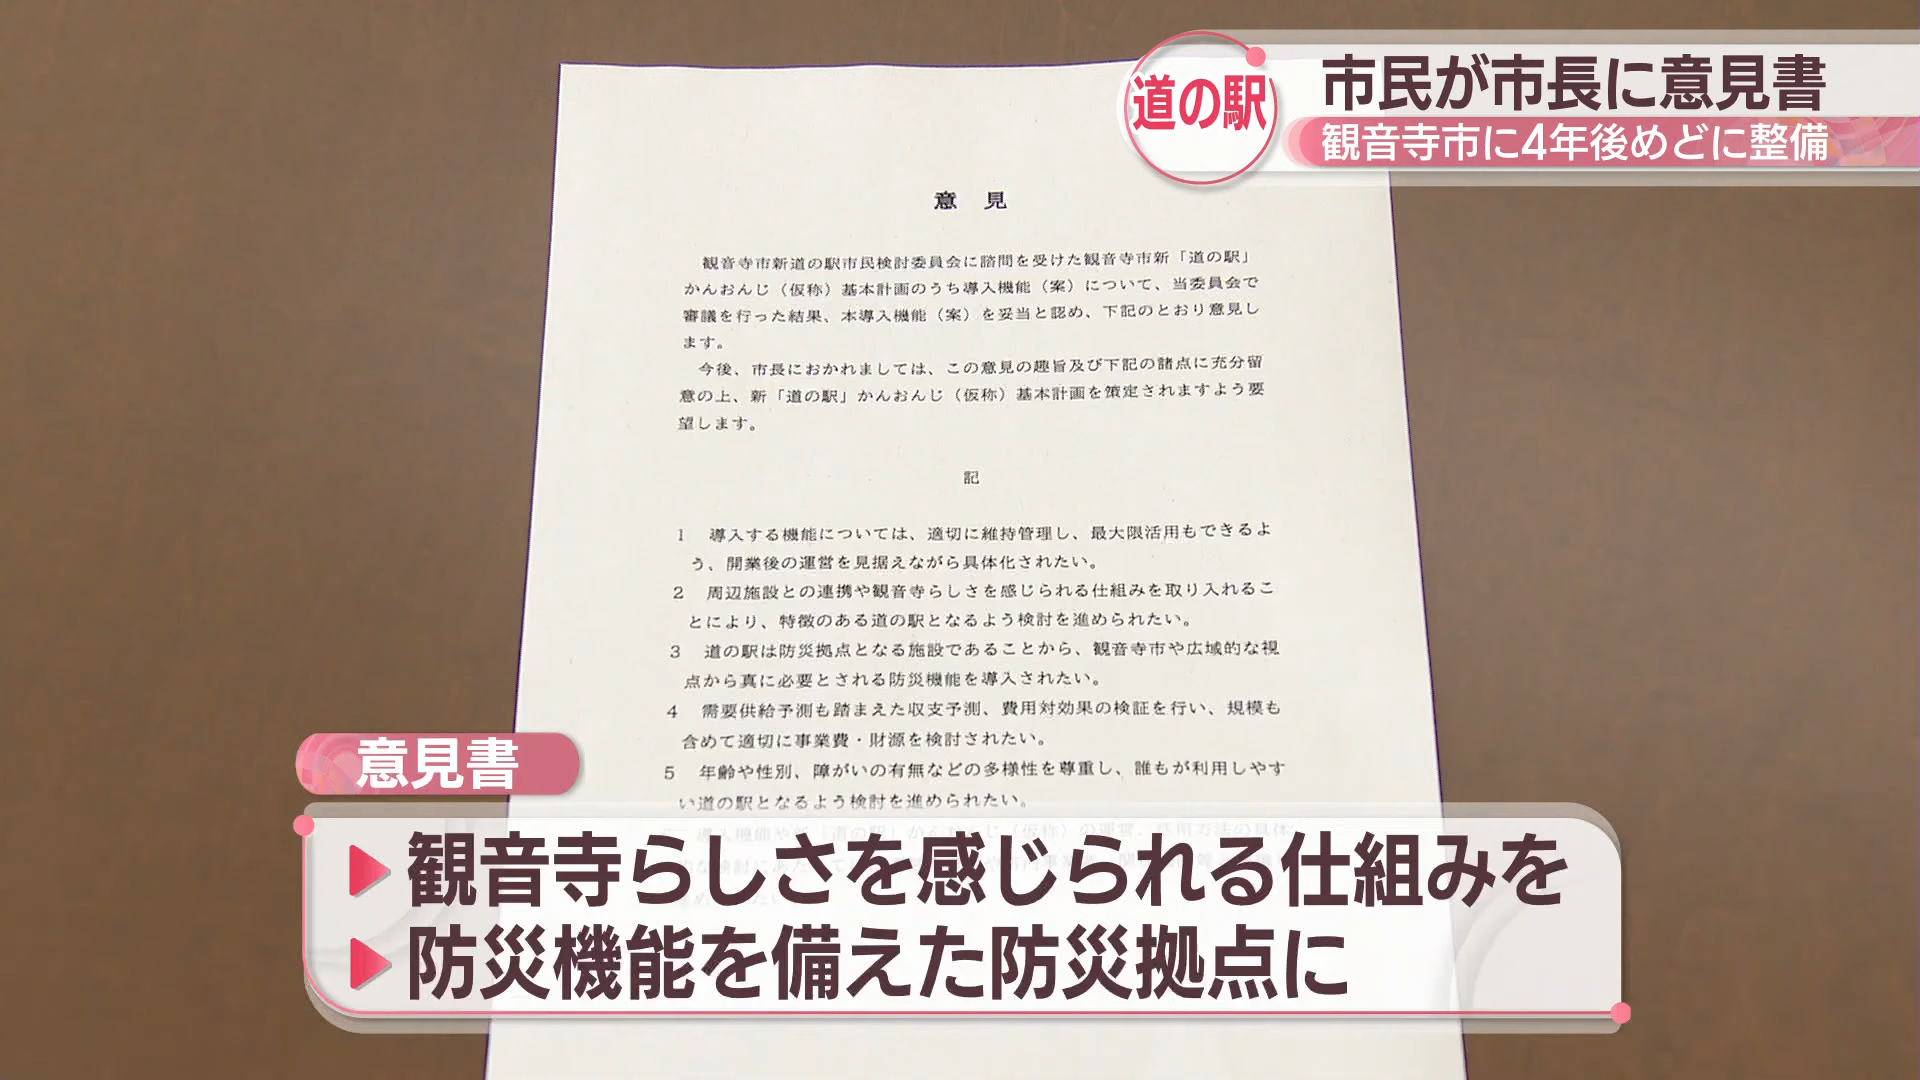 道の駅
市民が市長に意見書
観音寺市に4年後めどに整備
意 見
観音寺市新道の駅市民検討委員会に諮問を受けた観音寺市新「道の駅」
かんおんじ（仮称）基本計画のうち導入機能（案）について、当委員会で
審議を行った結果、本導入機能（案）を妥当と認め、下記のとおり意見し
ます。
今後、市長におかれましては、この意見の趣旨及び下記の諸点に充分留
意の上、新「道の駅」かんおんじ（仮称）基本計画を策定されますよう要
望します。
記
1 導入する機能については、適切に維持管理し、最大限活用もできるよ
う、開業後の運営を見据えながら具体化されたい。
2 周辺施設との連携や観音寺らしさを感じられる仕組みを取り入れるこ
とにより、特徴のある道の駅となるよう検討を進められたい。
3 道の駅は防災拠点となる施設であることから、観音寺市や広域的な視
点から真に必要とされる防災機能を導入されたい。
4 需要供給予測も踏まえた収支予測、費用対効果の検証を行い、規模も
含めて適切に事業費・財源を検討されたい。
5 年齢や性別、障がいの有無などの多様性を尊重し、誰もが利用しやす
い道の駅となるよう検討を進められたい。
意見書
観音寺らしさを感じられる仕組みを
防災機能を備えた防災拠点に